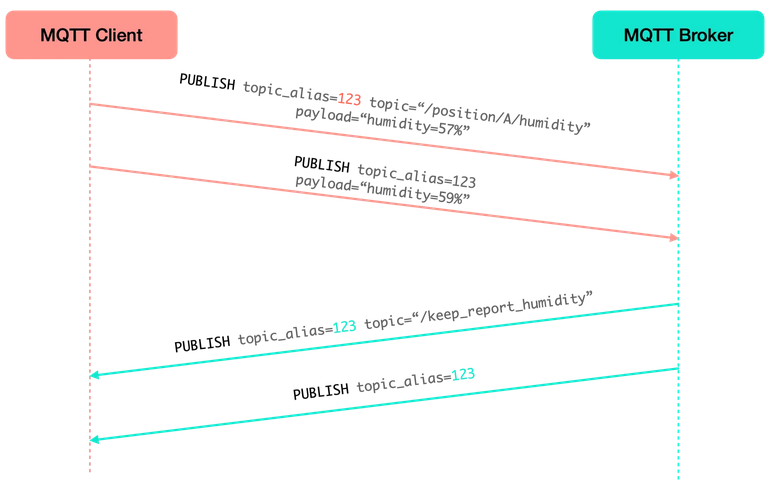 MQTT Client
MQTT Broker
PUBLISH topic_alias=123 topic=“/position/A/humidity”
payload=“humidity=57%”
PUBLISH topic_alias=123
payload=“humidity=59%”
PUBLISH topic_alias=123 topic=“/keep_report_humidity”
PUBLISH topic_alias=123